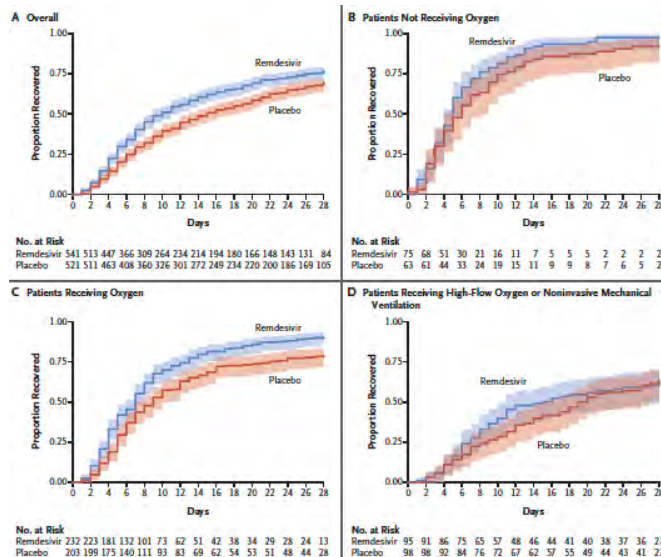 A Overall
1.00
0.75
0.50
0.25
0.00
Proportion Recovered
Remdesivir
Placebo
0 2 4 6 8 10 12 14 16 18 20 22 24 26 28
Days
No. at Risk
Remdesivir 541 513 447 366 309 264 234 214 194 180 166 148 143 131 84
Placebo 521 511 463 408 360 326 301 272 249 234 220 200 186 169 105
B Patients Not Receiving Oxygen
1.00
0.75
0.50
0.25
0.00
Proportion Recovered
Remdesivir
Placebo
0 2 4 6 8 10 12 14 16 18 20 22 24 26 28
Days
No. at Risk
Remdesivir 75 68 51 30 21 16 11 7 5 5 5 2 2 2 2
Placebo 63 61 44 33 24 19 15 11 9 9 8 7 6 5 2
C Patients Receiving Oxygen
1.00
0.75
0.50
0.25
0.00
Proportion Recovered
Remdesivir
Placebo
0 2 4 6 8 10 12 14 16 18 20 22 24 26 28
Days
No. at Risk
Remdesivir 232 223 181 132 101 73 62 51 42 38 34 29 28 24 13
Placebo 203 199 175 140 111 93 83 69 62 54 53 51 48 44 28
D Patients Receiving High-Flow Oxygen or Noninvasive Mechanical
Ventilation
1.00
0.75
0.50
0.25
0.00
Proportion Recovered
Remdesivir
Placebo
0 2 4 6 8 10 12 14 16 18 20 22 24 26 28
Days
No. at Risk
Remdesivir 95 91 86 75 65 57 48 46 44 41 40 38 37 36
Placebo 98 98 92 84 76 72 67 62 57 55 49 44 43 41